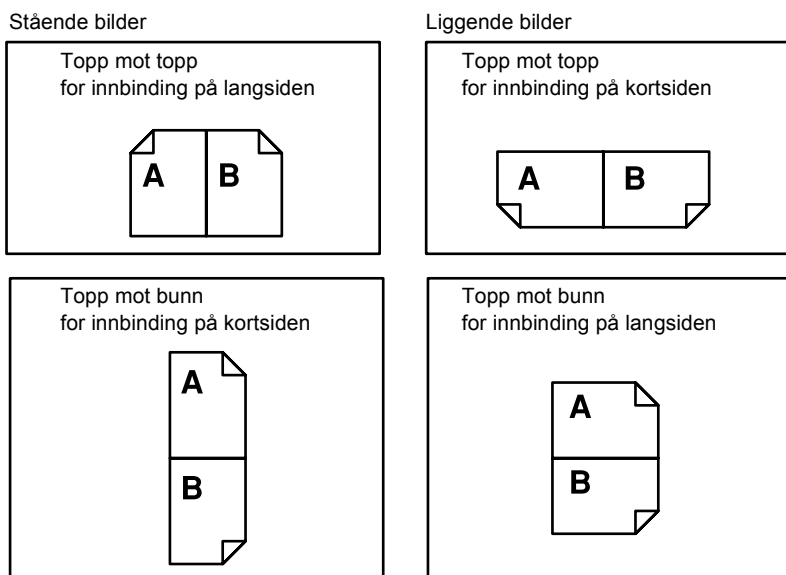 Stående bilder
Topp mot topp
for innbinding på langsiden
A B
Liggende bilder
Topp mot topp
for innbinding på kortsiden
A B
Topp mot bunn
for innbinding på kortsiden
A
B
Topp mot bunn
for innbinding på langsiden
A
B